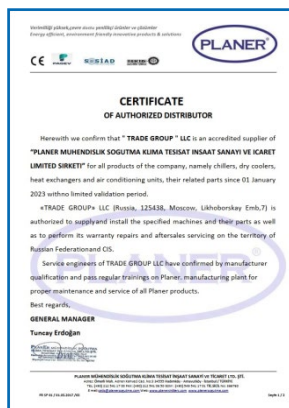 Verimliliği yüksek,çevre dostu yenilikçi ürünler ve çözümler
Energy efficient, environment friendly innovative products & solutions
PLANER
CE
SOSİAD
CERTIFICATE
OF AUTHORIZED DISTRIBUTOR
Herewith we confirm that " TRADE GROUP " LLC is an accredited supplier of
"PLANER MUHENDISLIK SOGUTMA KLIMA TESISAT INSAAT SANAYI VE ICARET
LIMITED SIRKETI" for all products of the company, namely chillers, dry coolers,
heat exchangers and air conditioning units, their related parts since 01 January
2023 withno limited validation period.
«TRADE GROUP» LLC (Russia, 125438, Moscow, Likhoborskay Emb,7) is
authorized to supplyand install the specified machines and their parts as well
as to perform its warranty repairs and aftersales servicing on the territory of
Russian Federationand CIS.
Service engineers of TRADE GROUP LLC have confirmed by manufacturer
qualification and pass regular trainings on Planer, manufacturing plant for
proper maintenance and service of all Planer products.
Best regards,
GENERAL MANAGER
Tuncay Erdoğan
PLANER
PLANER MÜHENDİSLİK SOĞUTMA KLİMA TESİSAT İNŞAAT SANAYİ VE TİCARET LTD. ŞTİ.